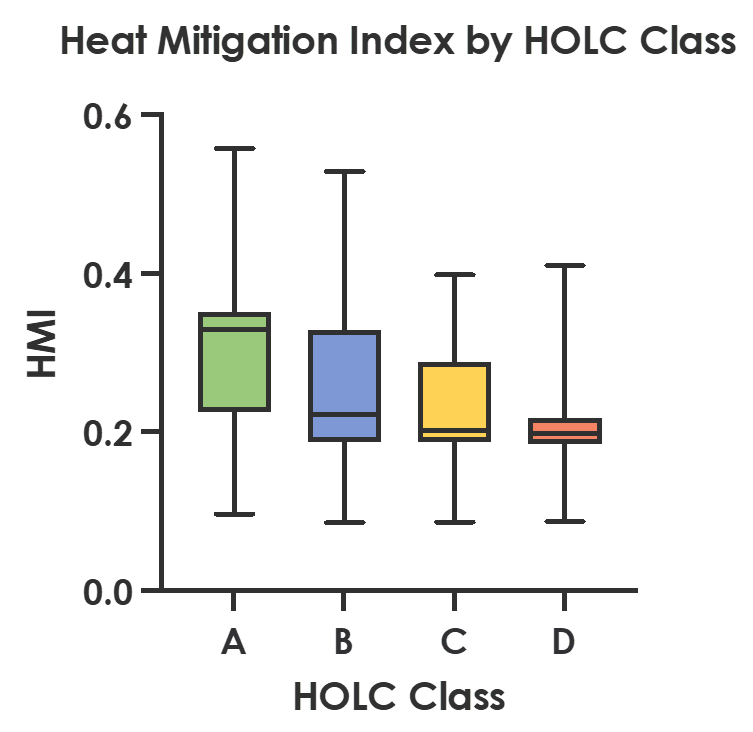 Heat Mitigation Index by HOLC Class
0.6
0.4
0.2
0.0
HMI
A B C D
HOLC Class